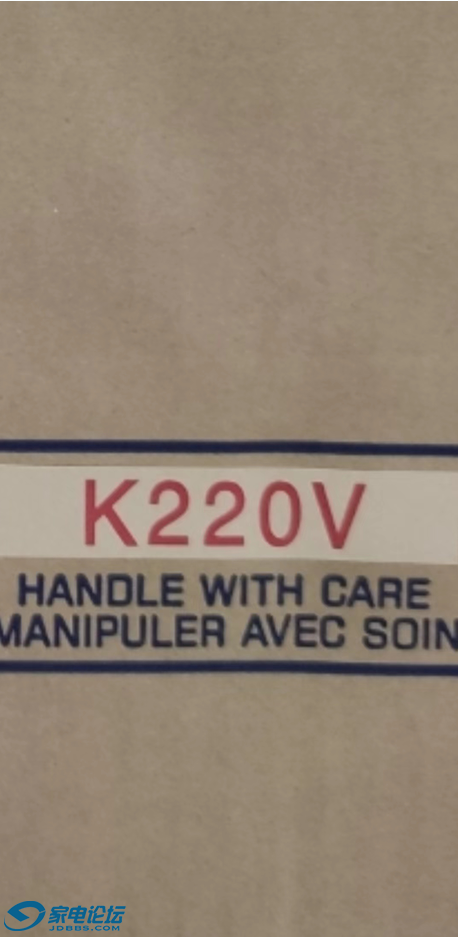 K220V
HANDLE WITH CARE
MANIPULER AVEC SOIN
家电论坛
JDBBS.COM